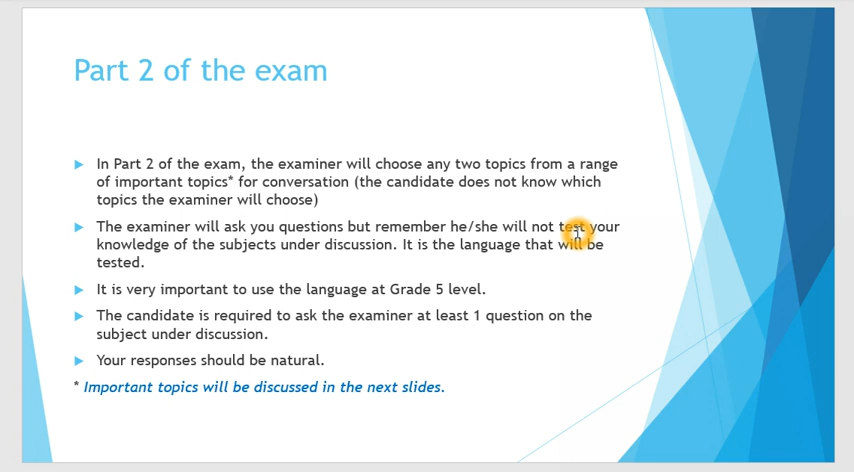 Part 2 of the exam
In Part 2 of the exam, the examiner will choose any two topics from a range
of important topics* for conversation (the candidate does not know which
topics the examiner will choose)
The examiner will ask you questions but remember he/she will not test your
knowledge of the subjects under discussion. It is the language that will be
tested.
It is very important to use the language at Grade 5 level.
The candidate is required to ask the examiner at least 1 question on the
subject under discussion.
Your responses should be natural.
* Important topics will be discussed in the next slides.